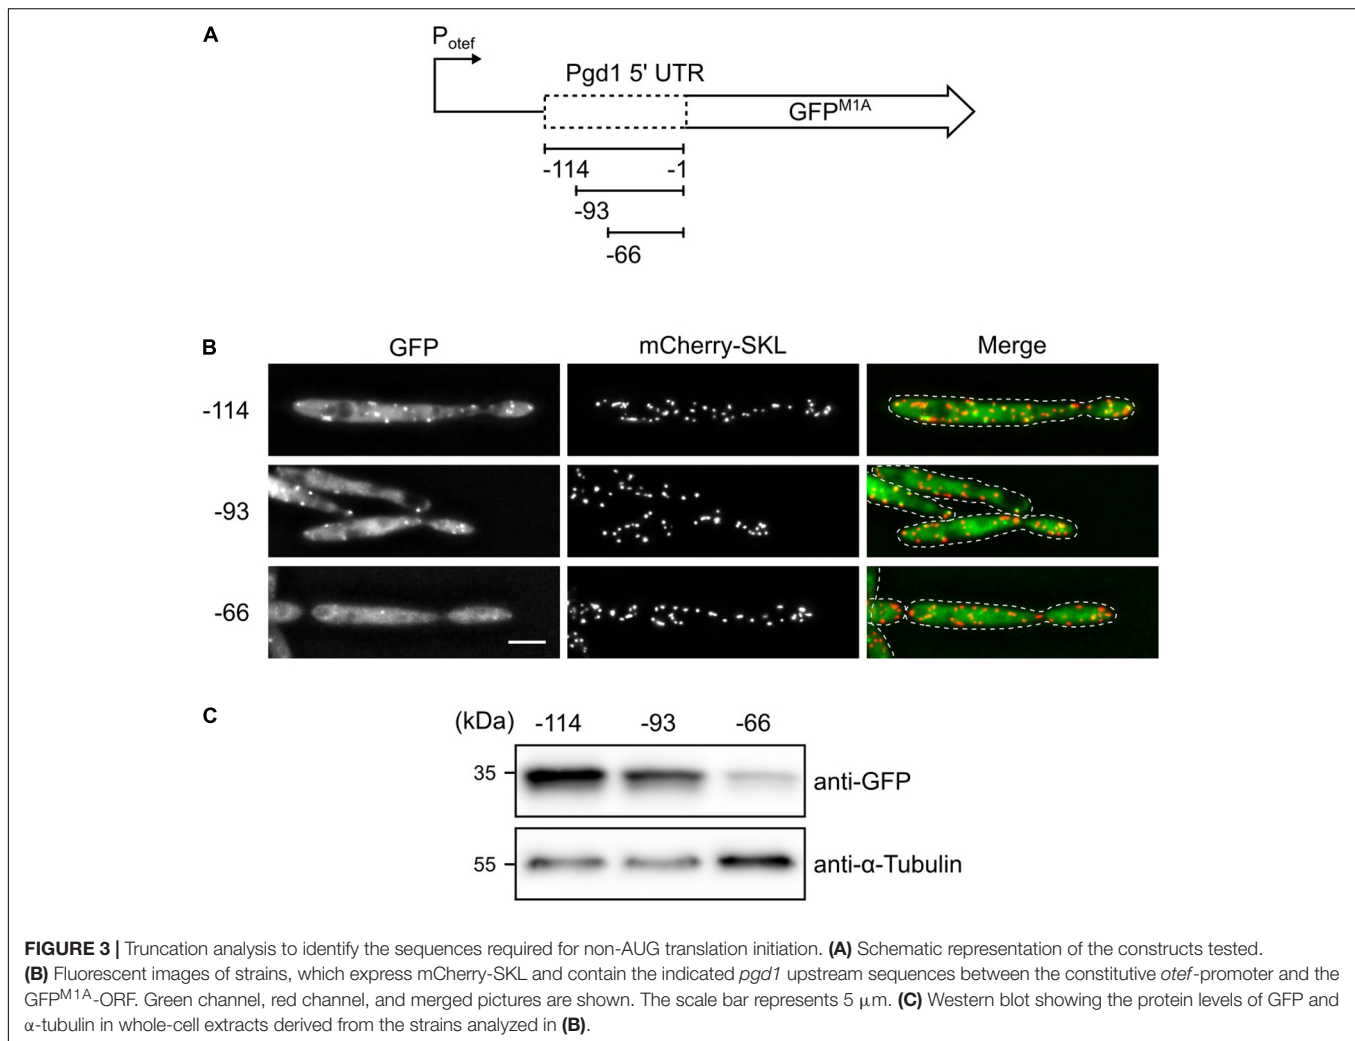 A
P otef
Pgd1 5' UTR
GFP^M1A
-114 -1
-93
-66
B
GFP mCherry-SKL Merge
-114
-93
-66
C
(kDa) -114 -93 -66
35 anti-GFP
55 anti-α-Tubulin
FIGURE 3 | Truncation analysis to identify the sequences required for non-AUG translation initiation. (A) Schematic representation of the constructs tested.
(B) Fluorescent images of strains, which express mCherry-SKL and contain the indicated pgd1 upstream sequences between the constitutive otef-promoter and the
GFP^M1A-ORF. Green channel, red channel, and merged pictures are shown. The scale bar represents 5 μm. (C) Western blot showing the protein levels of GFP and
α-tubulin in whole-cell extracts derived from the strains analyzed in (B).